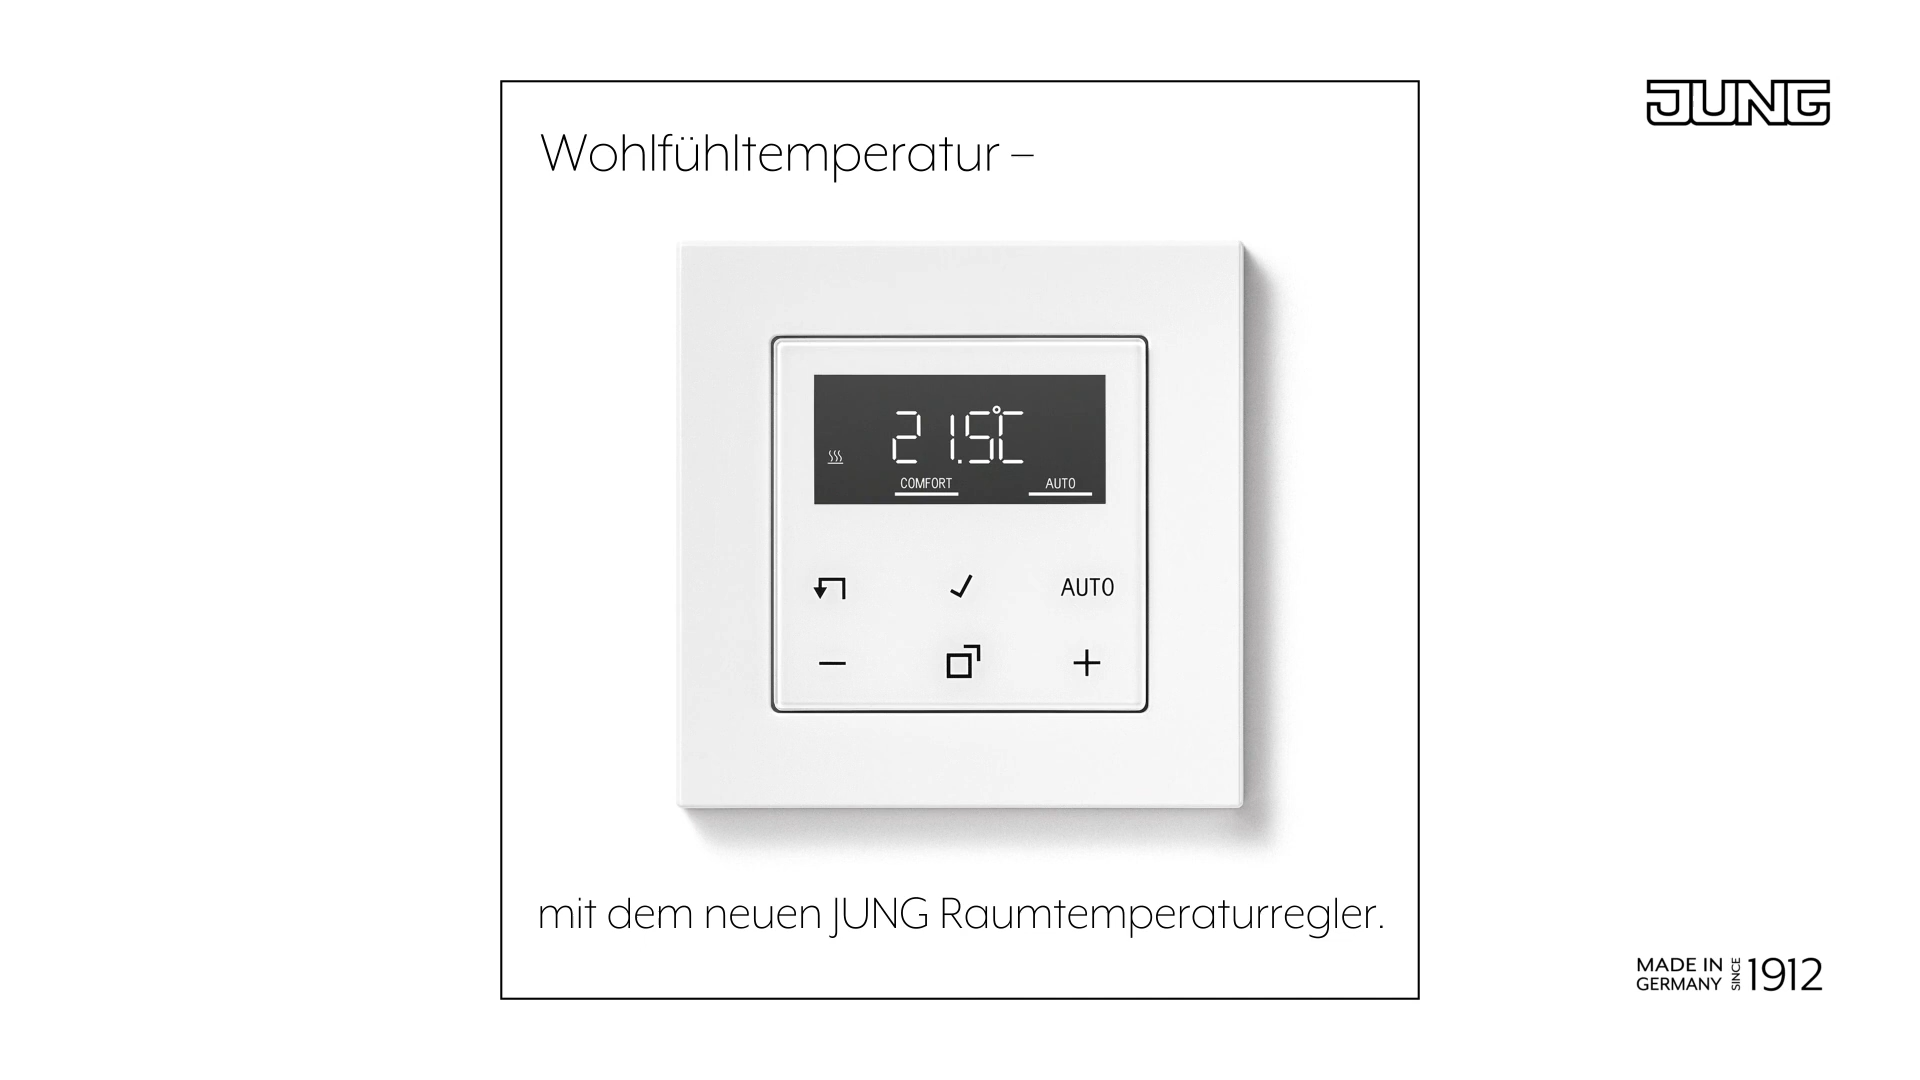 JUNG
Wohlfühltemperatur –
21.5°C
COMFORT AUTO
AUTO
mit dem neuen JUNG Raumtemperaturregler.
MADE IN GERMANY SINCE 1912